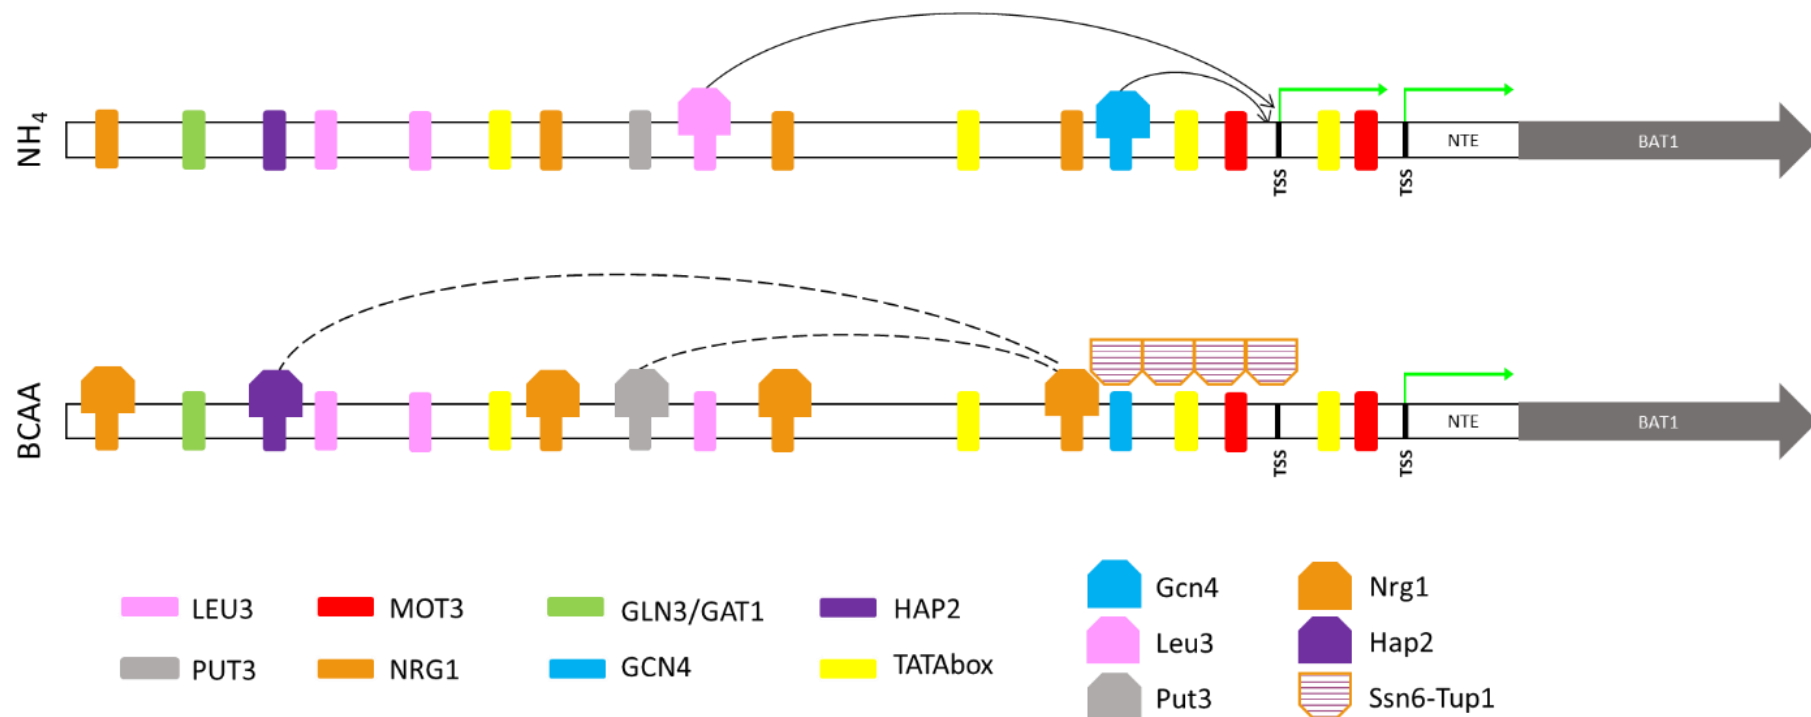 NH4
TSS
TSS
NTE
BAT1
BCAA
TSS
TSS
NTE
BAT1
LEU3
MOT3
GLN3/GAT1
HAP2
PUT3
NRG1
GCN4
TATAbox
Gcn4
Nrg1
Leu3
Hap2
Put3
Ssn6-Tup1